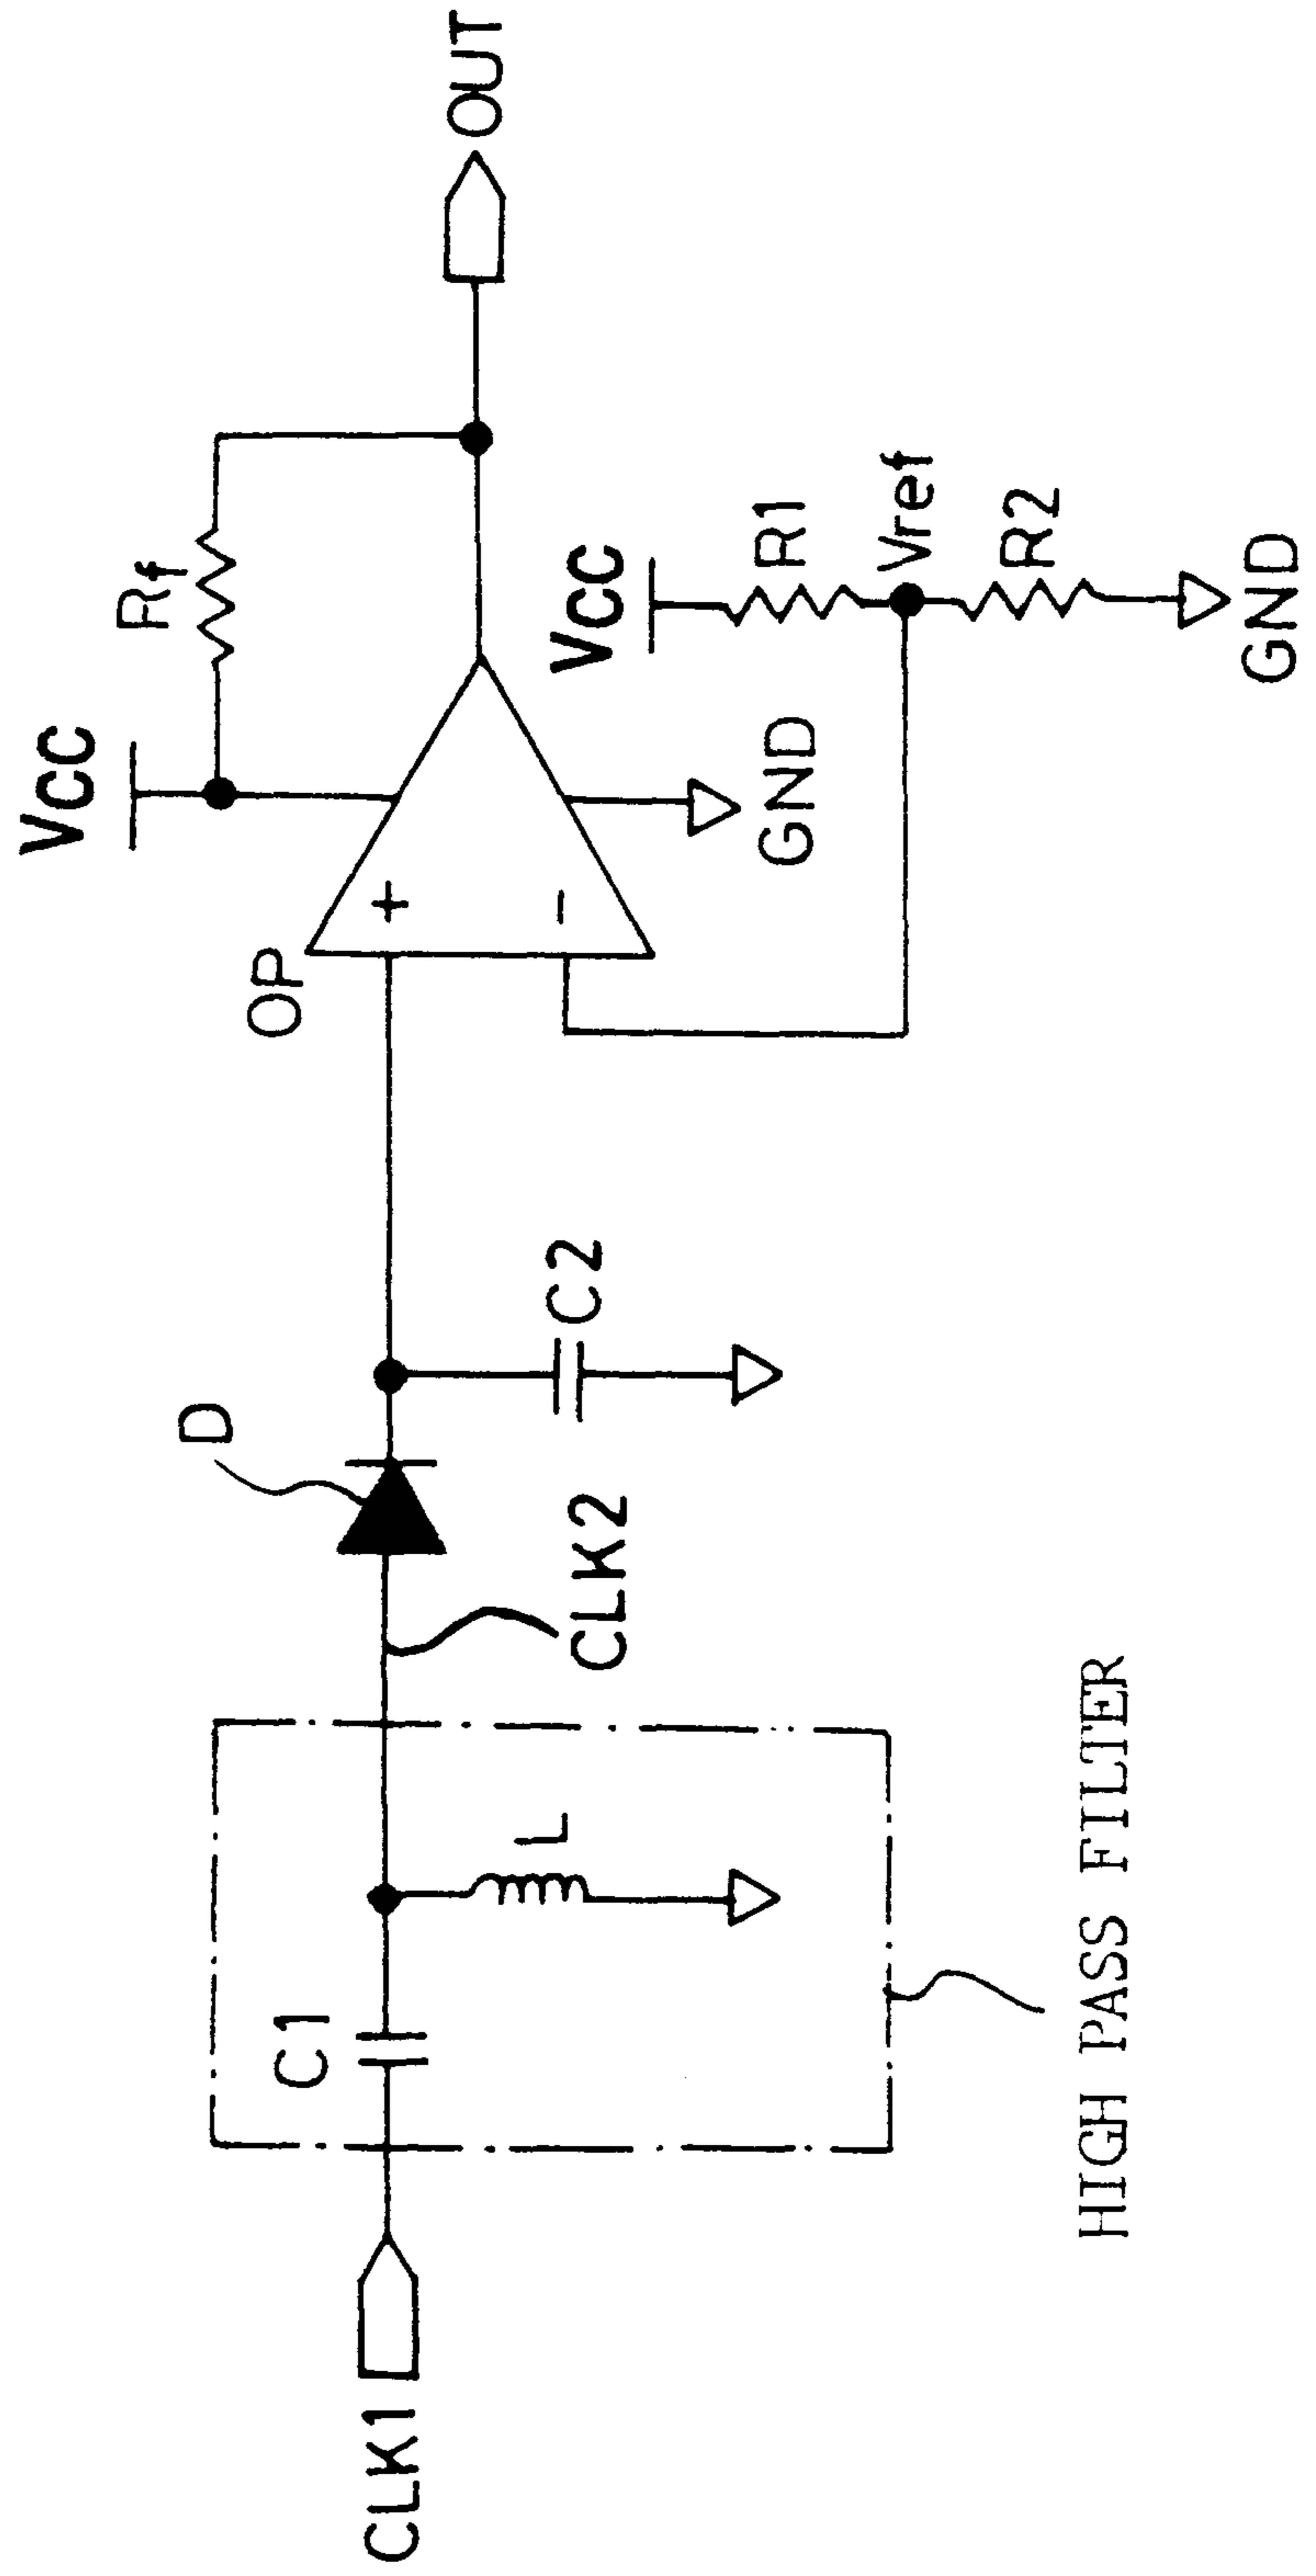 Vcc
Rf
OP
+
-
OUT
D
C1
L
CLK1
CLK2
C2
GND
Vcc
R1
Vref
R2
GND
HIGH PASS FILTER